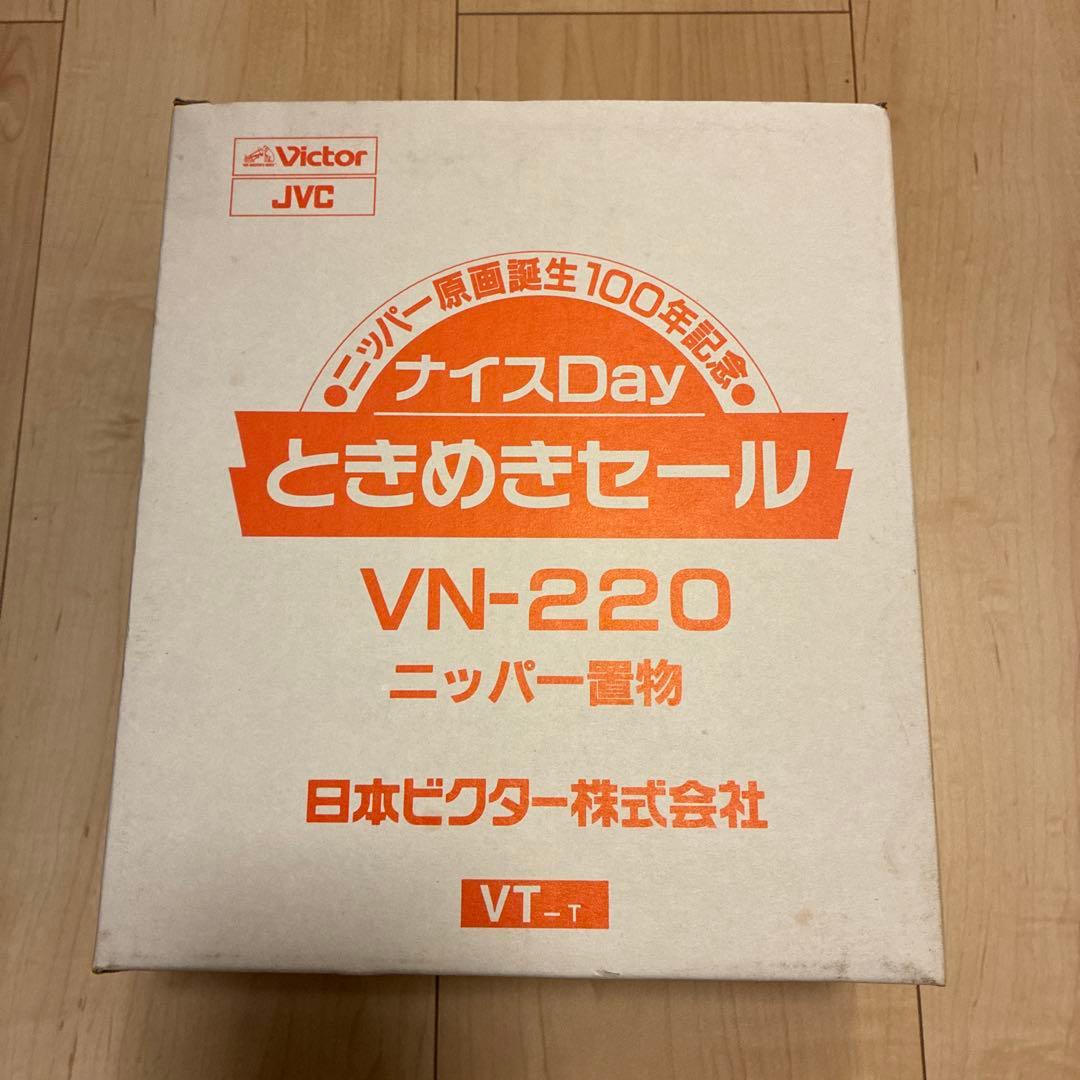 Victor
JVC
●ニッパー原画誕生100年記念●
ナイスDay
ときめきセール
VN-220
ニッパー置物
日本ビクター株式会社
VT-T